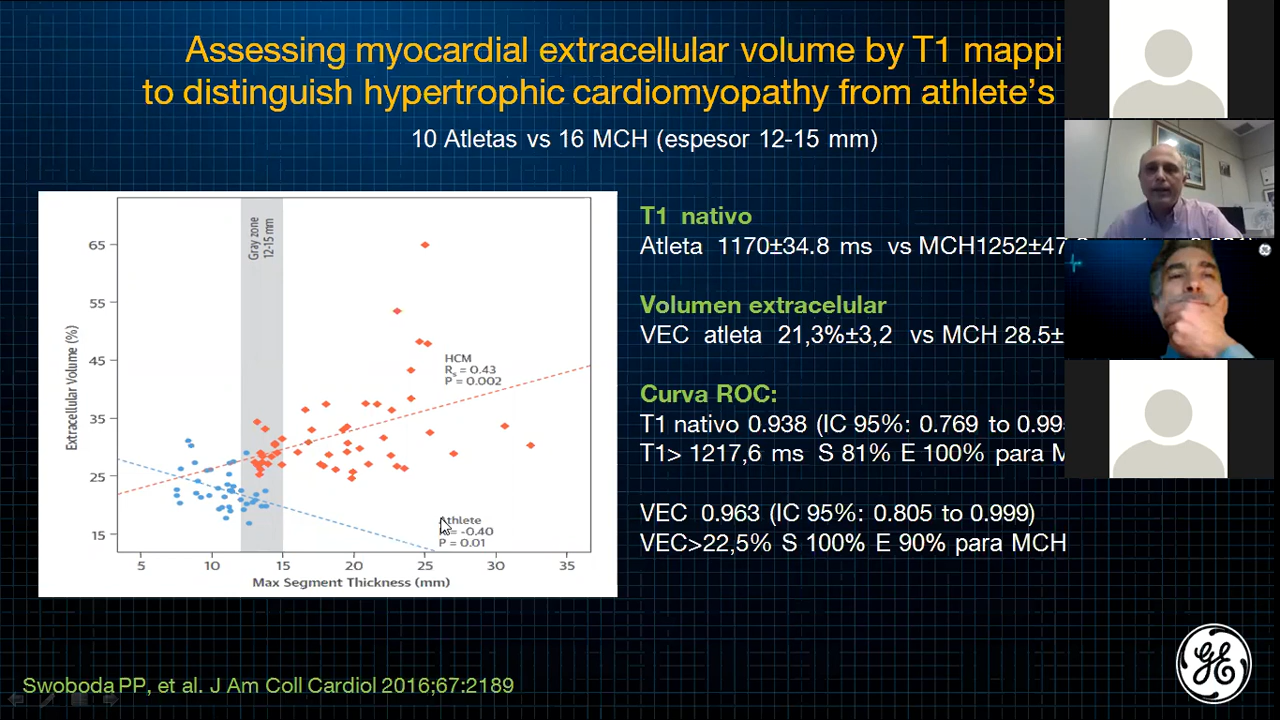 Assessing myocardial extracellular volume by T1 mappi
to distinguish hypertrophic cardiomyopathy from athlete's
10 Atletas vs 16 MCH (espesor 12-15 mm)
Gray zone
12-15 mm
65
55
45
35
25
15
Extracellular Volume (%)
HCM
Rs = 0.43
P = 0.002
Athlete
= -0.40
P = 0.01
5 10 15 20 25 30 35
Max Segment Thickness (mm)
T1 nativo
Atleta 1170±34.8 ms vs MCH1252±47
Volumen extracelular
VEC atleta 21,3%±3,2 vs MCH 28.5±
Curva ROC:
T1 nativo 0.938 (IC 95%: 0.769 to 0.99
T1> 1217,6 ms S 81% E 100% para M
VEC 0.963 (IC 95%: 0.805 to 0.999)
VEC>22,5% S 100% E 90% para MCH
Swoboda PP, et al. J Am Coll Cardiol 2016;67:2189
GE